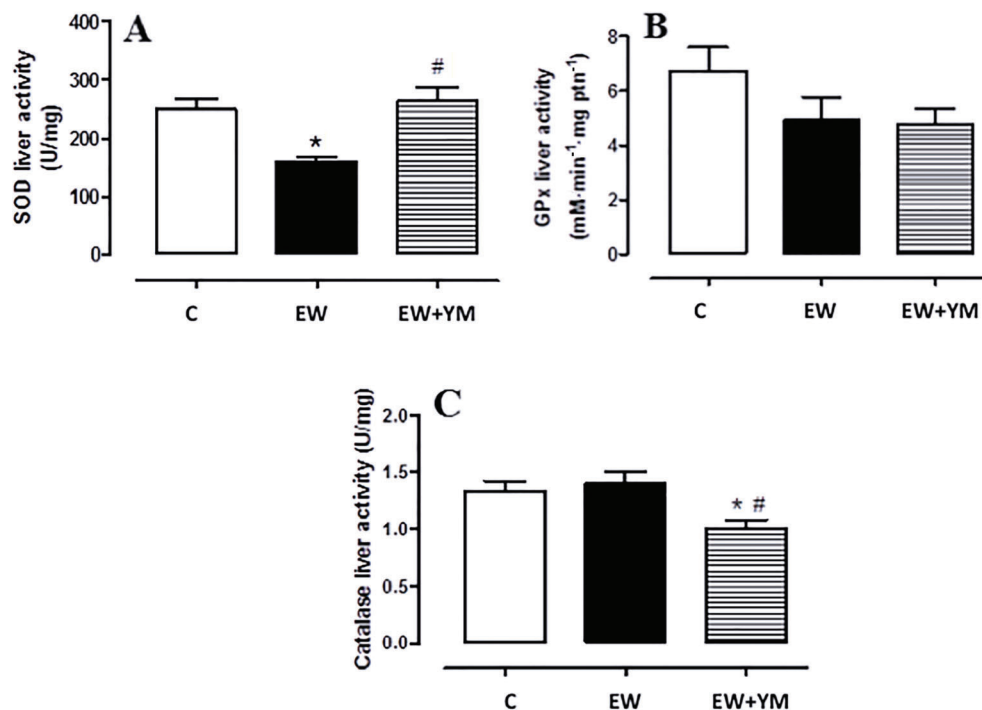 A
SOD liver activity
(U/mg)
400
300
200
100
0
*
#
C
EW
EW+YM
B
GPx liver activity
(mM·min⁻¹·mg ptn⁻¹)
8
6
4
2
0
C
EW
EW+YM
C
Catalase liver activity (U/mg)
2.0
1.5
1.0
0.5
0.0
* #
C
EW
EW+YM